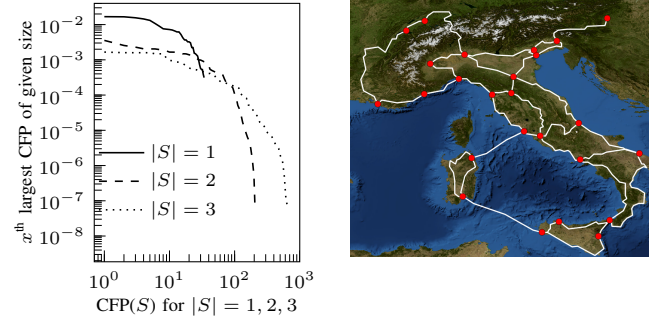 x^th largest CFP of given size
10^−2
10^−3
10^−4
10^−5
10^−6
10^−7
10^−8
|S| = 1
|S| = 2
|S| = 3
10^0 10^1 10^2 10^3
CFP(S) for |S| = 1, 2, 3